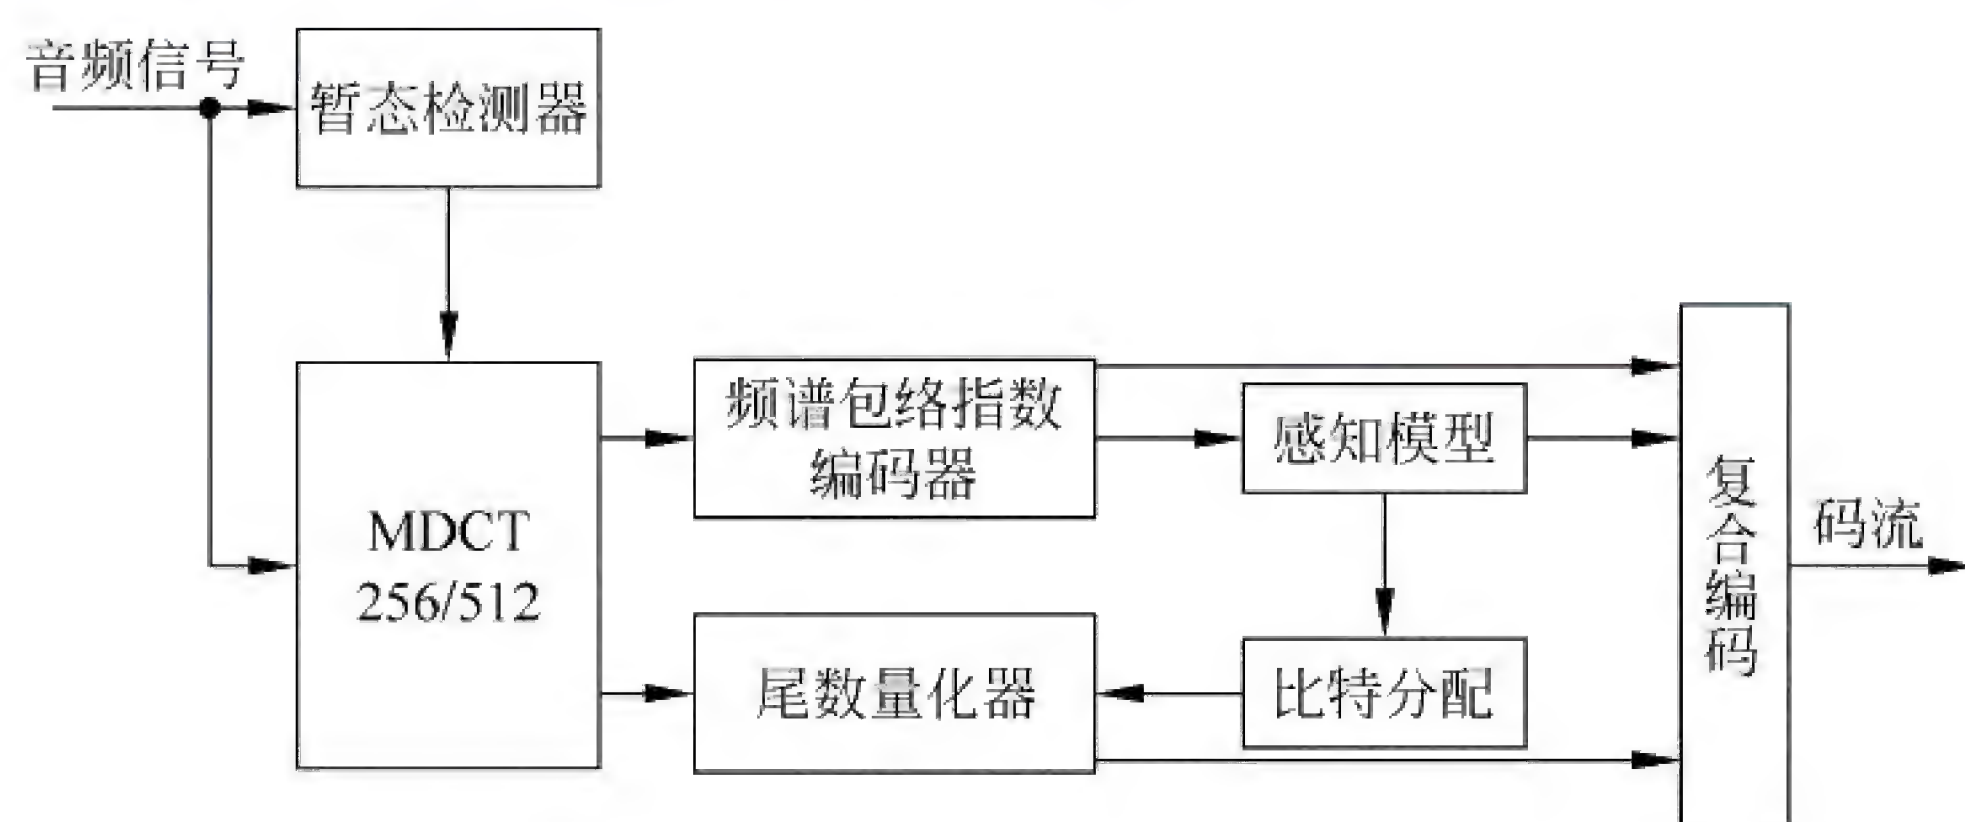 音频信号
暂态检测器
MDCT
256/512
频谱包络指数
编码器
感知模型
尾数量化器
比特分配
复合编码
码流